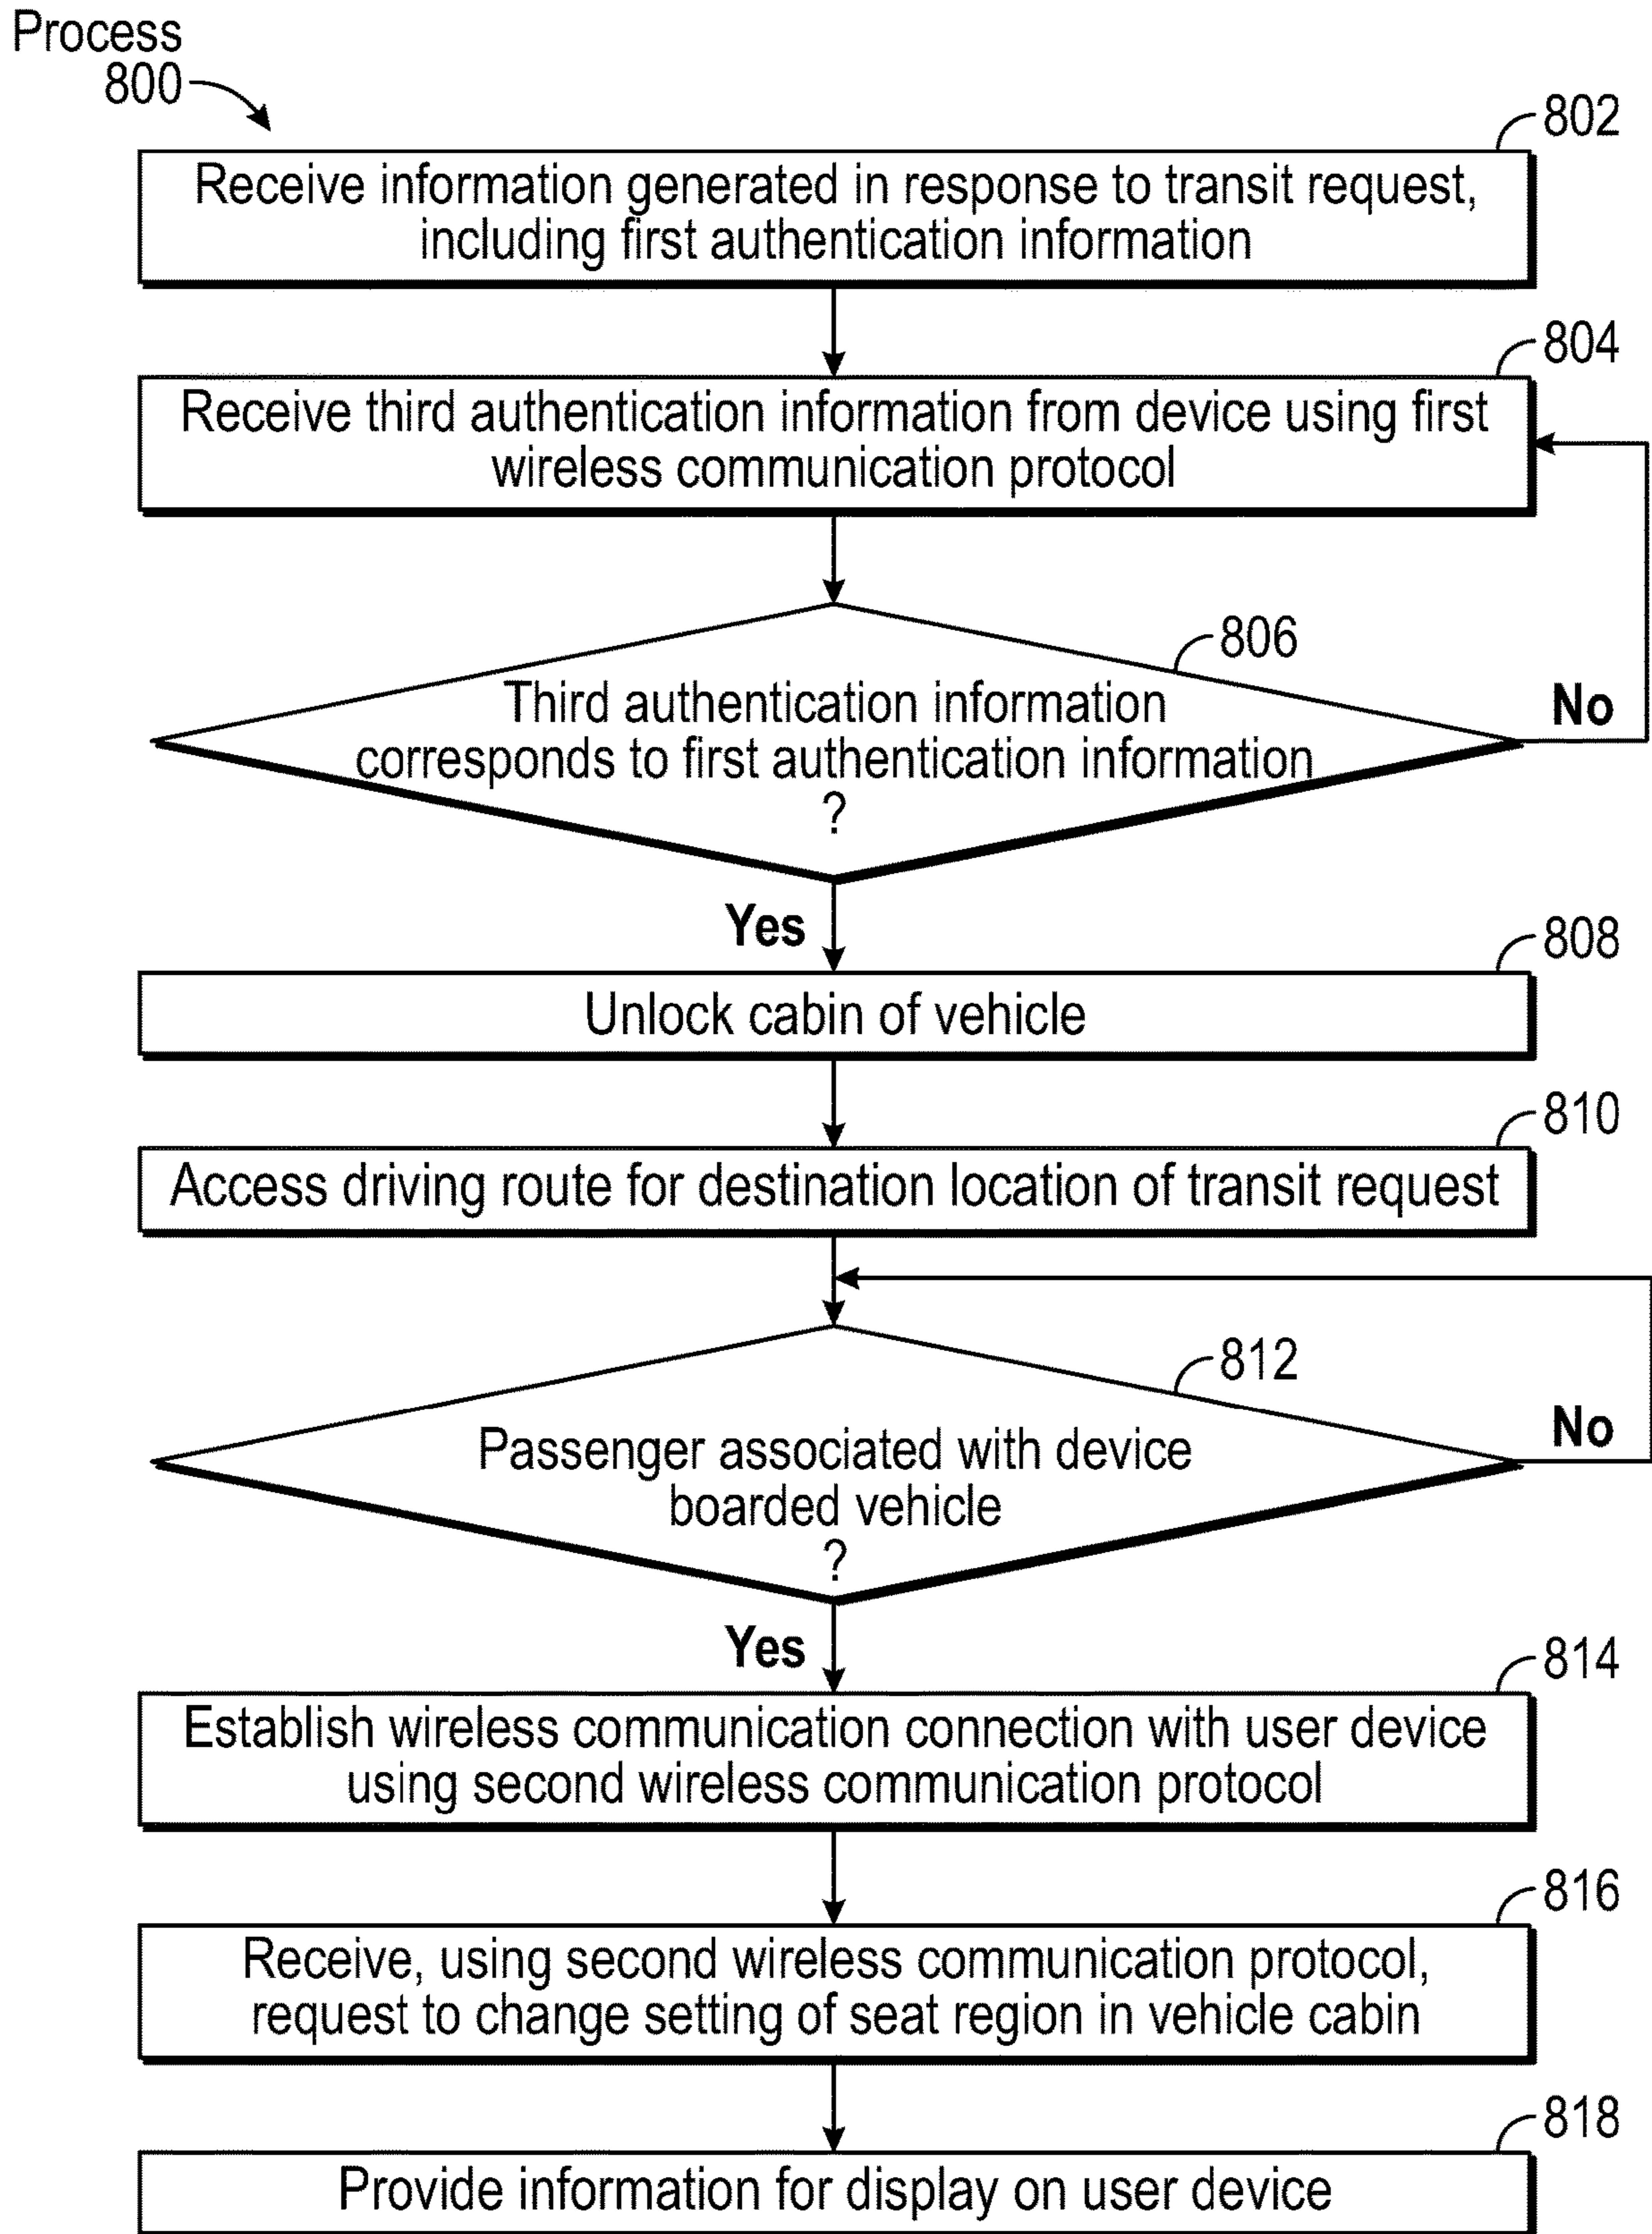 Process
800
802
Receive information generated in response to transit request,
including first authentication information
804
Receive third authentication information from device using first
wireless communication protocol
806
Third authentication information
corresponds to first authentication information
?
No
Yes
808
Unlock cabin of vehicle
810
Access driving route for destination location of transit request
812
Passenger associated with device
boarded vehicle
?
No
Yes
814
Establish wireless communication connection with user device
using second wireless communication protocol
816
Receive, using second wireless communication protocol,
request to change setting of seat region in vehicle cabin
818
Provide information for display on user device